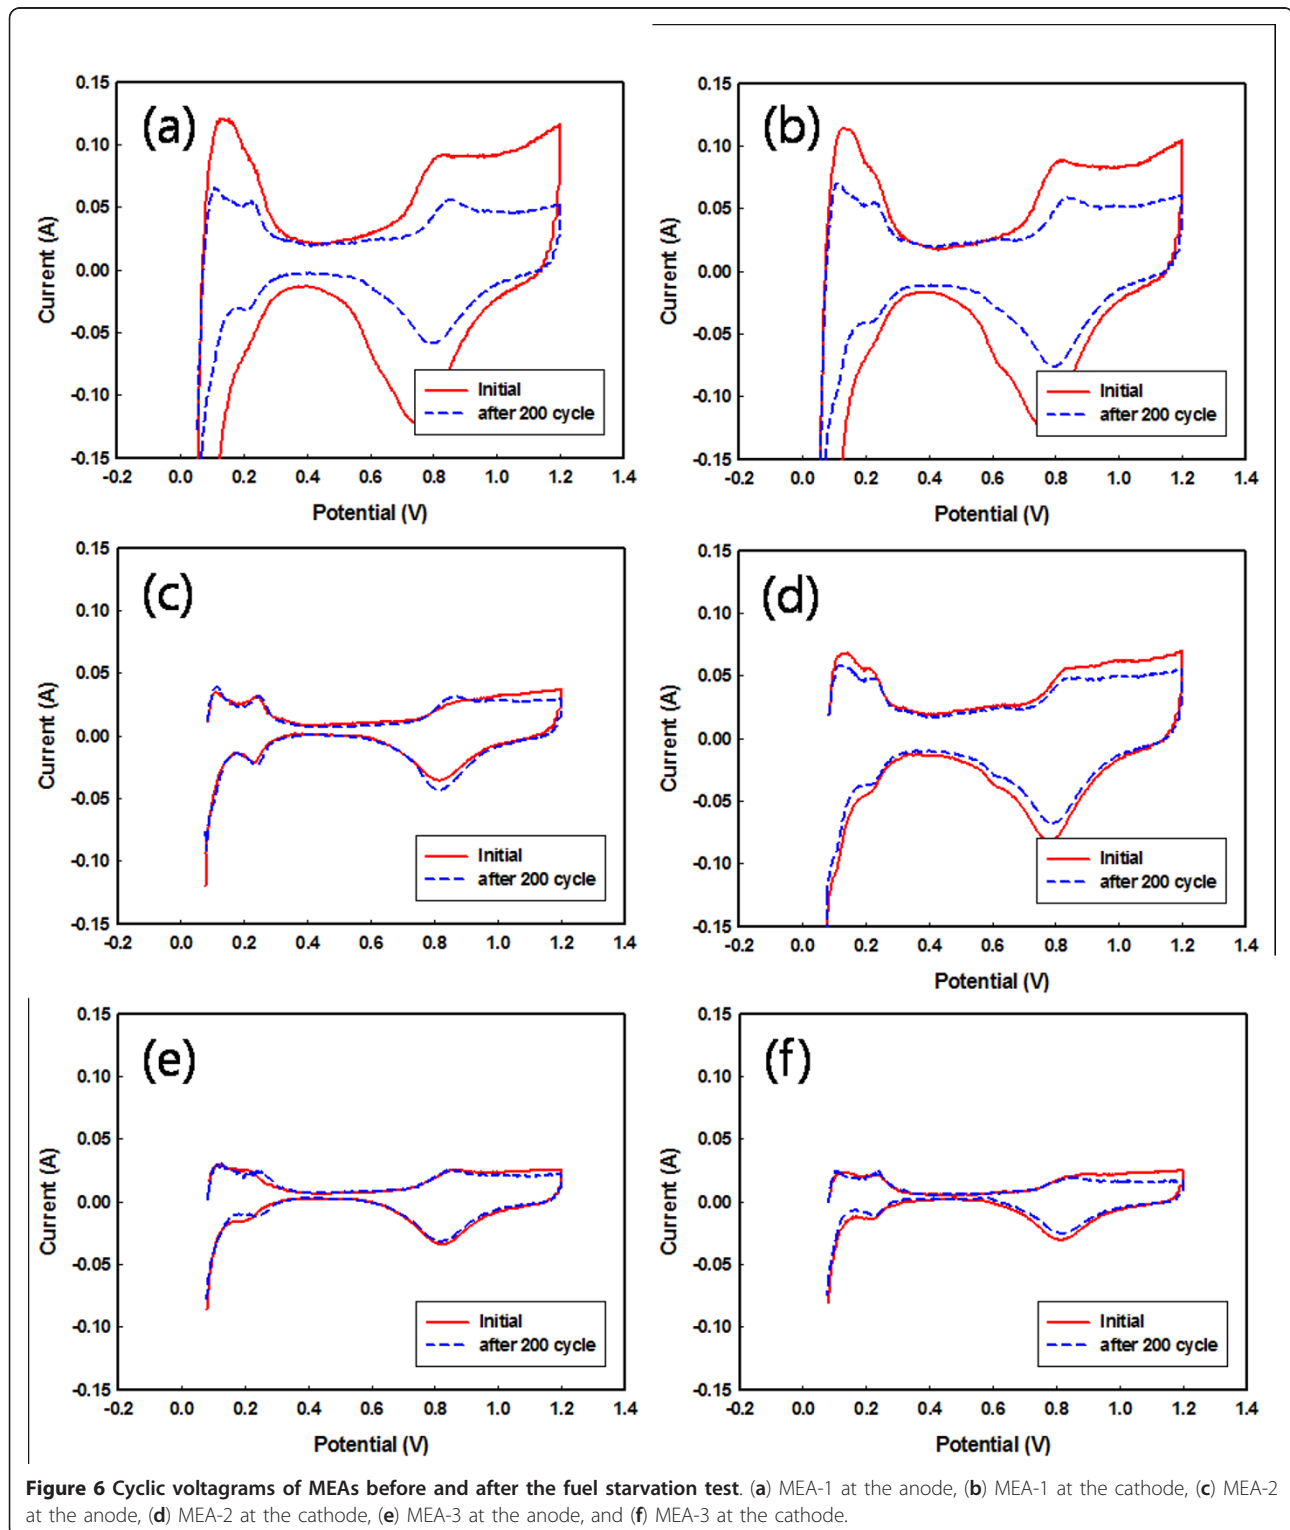 (a)
0.15
0.10
0.05
0.00
-0.05
-0.10
-0.15
Current (A)
Initial
after 200 cycle
-0.2 0.0 0.2 0.4 0.6 0.8 1.0 1.2 1.4
Potential (V)
(b)
0.15
0.10
0.05
0.00
-0.05
-0.10
-0.15
Current (A)
Initial
after 200 cycle
-0.2 0.0 0.2 0.4 0.6 0.8 1.0 1.2 1.4
Potential (V)
(c)
0.15
0.10
0.05
0.00
-0.05
-0.10
-0.15
Current (A)
Initial
after 200 cycle
-0.2 0.0 0.2 0.4 0.6 0.8 1.0 1.2 1.4
(d)
0.15
0.10
0.05
0.00
-0.05
-0.10
-0.15
Current (A)
Initial
after 200 cycle
-0.2 0.0 0.2 0.4 0.6 0.8 1.0 1.2 1.4
Potential (V)
(e)
0.15
0.10
0.05
0.00
-0.05
-0.10
-0.15
Current (A)
Initial
after 200 cycle
-0.2 0.0 0.2 0.4 0.6 0.8 1.0 1.2 1.4
Potential (V)
(f)
0.15
0.10
0.05
0.00
-0.05
-0.10
-0.15
Current (A)
Initial
after 200 cycle
-0.2 0.0 0.2 0.4 0.6 0.8 1.0 1.2 1.4
Potential (V)
Figure 6 Cyclic voltagrams of MEAs before and after the fuel starvation test. (a) MEA-1 at the anode, (b) MEA-1 at the cathode, (c) MEA-2
at the anode, (d) MEA-2 at the cathode, (e) MEA-3 at the anode, and (f) MEA-3 at the cathode.